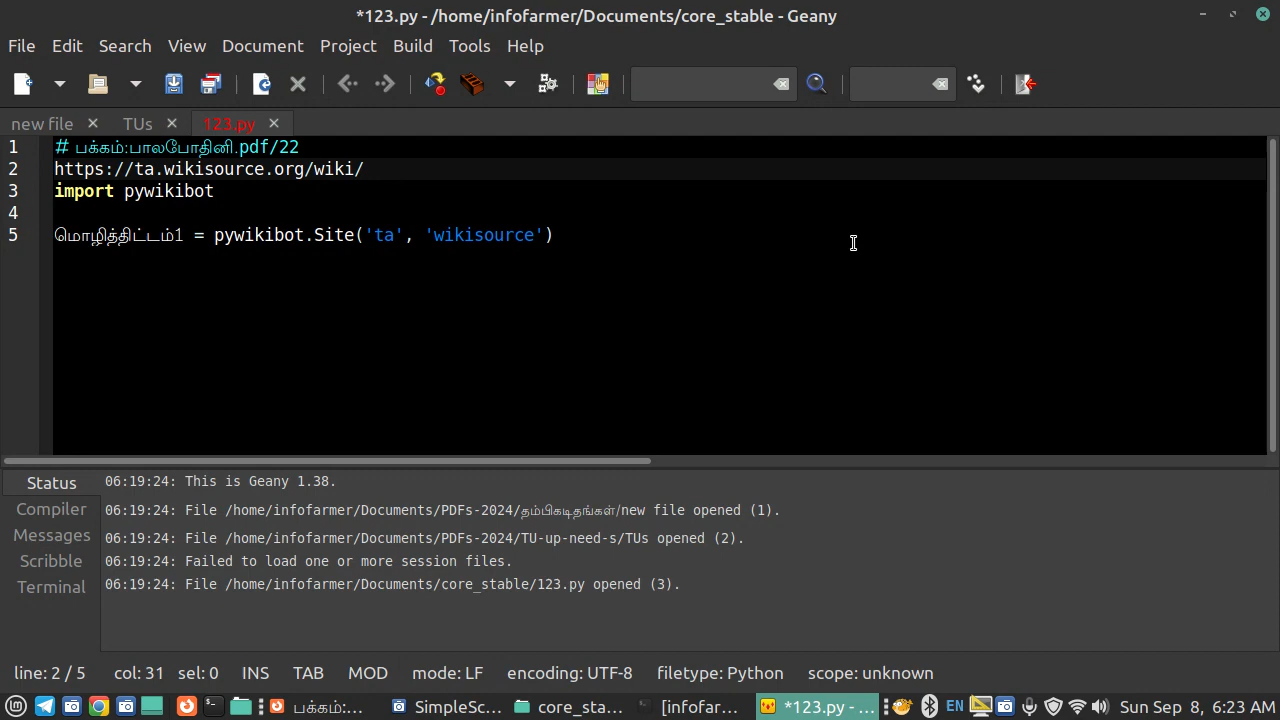 *123.py - /home/infofarmer/Documents/core_stable - Geany
File Edit Search View Document Project Build Tools Help
new file TUs 123.py
1 # பக்கம்:பாலபோதினி.pdf/22
2 https://ta.wikisource.org/wiki/
3 import pywikibot
4
5 மொழித்திட்டம்1 = pywikibot.Site('ta', 'wikisource')
Status
Compiler
Messages
Scribble
Terminal
06:19:24: This is Geany 1.38.
06:19:24: File /home/infofarmer/Documents/PDFs-2024/தம்பிகடிதங்கள்/new file opened (1).
06:19:24: File /home/infofarmer/Documents/PDFs-2024/TU-up-need-s/TUs opened (2).
06:19:24: Failed to load one or more session files.
06:19:24: File /home/infofarmer/Documents/core_stable/123.py opened (3).
line: 2 / 5 col: 31 sel: 0 INS TAB MOD mode: LF encoding: UTF-8 filetype: Python scope: unknown
பக்கம்:... SimpleSc... core_sta... [infofar... *123.py - ... EN Sun Sep 8, 6:23 AM